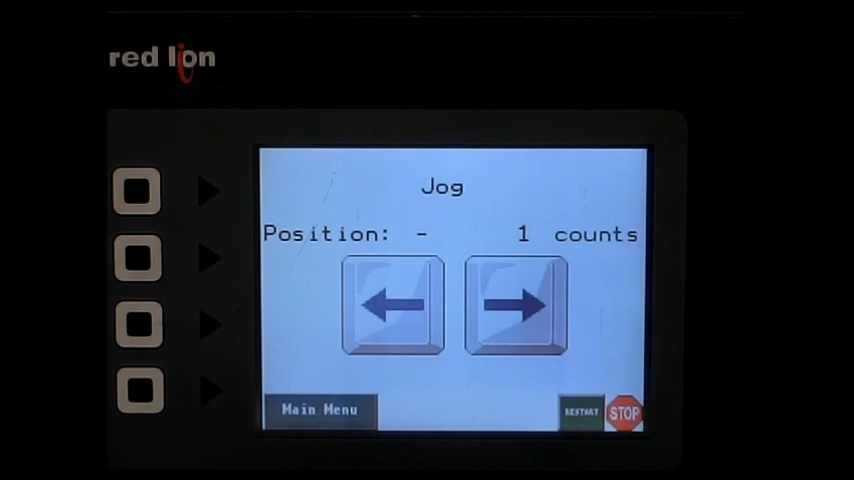 red lion
Jog
Position: - 1 counts
Main Menu RESTART STOP